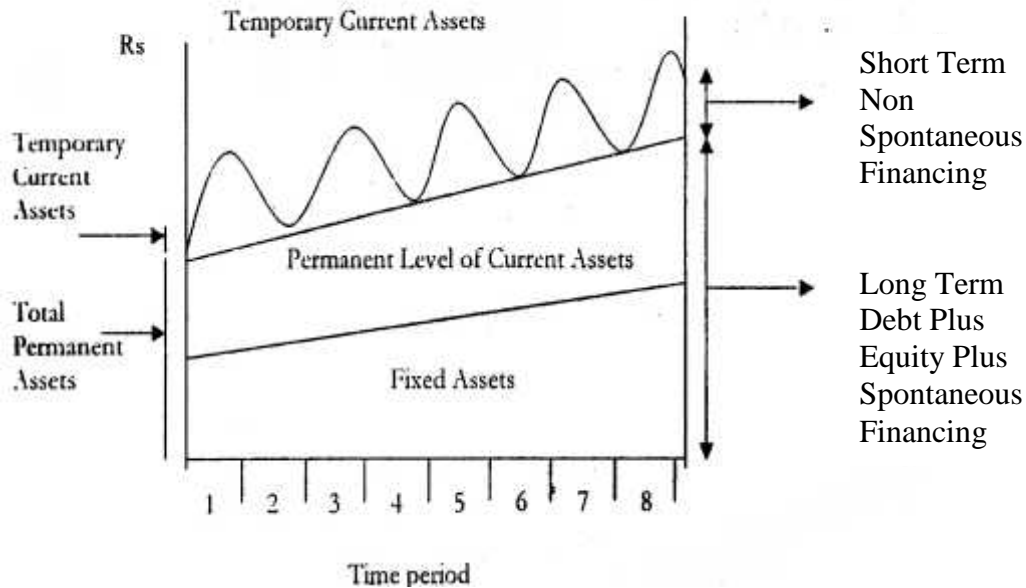 Temporary Current Assets
Rs
Short Term
Non
Spontaneous
Financing
Temporary
Current
Assets
Permanent Level of Current Assets
Long Term
Debt Plus
Equity Plus
Spontaneous
Financing
Total
Permanent
Assets
Fixed Assets
1 2 3 4 5 6 7 8
Time period